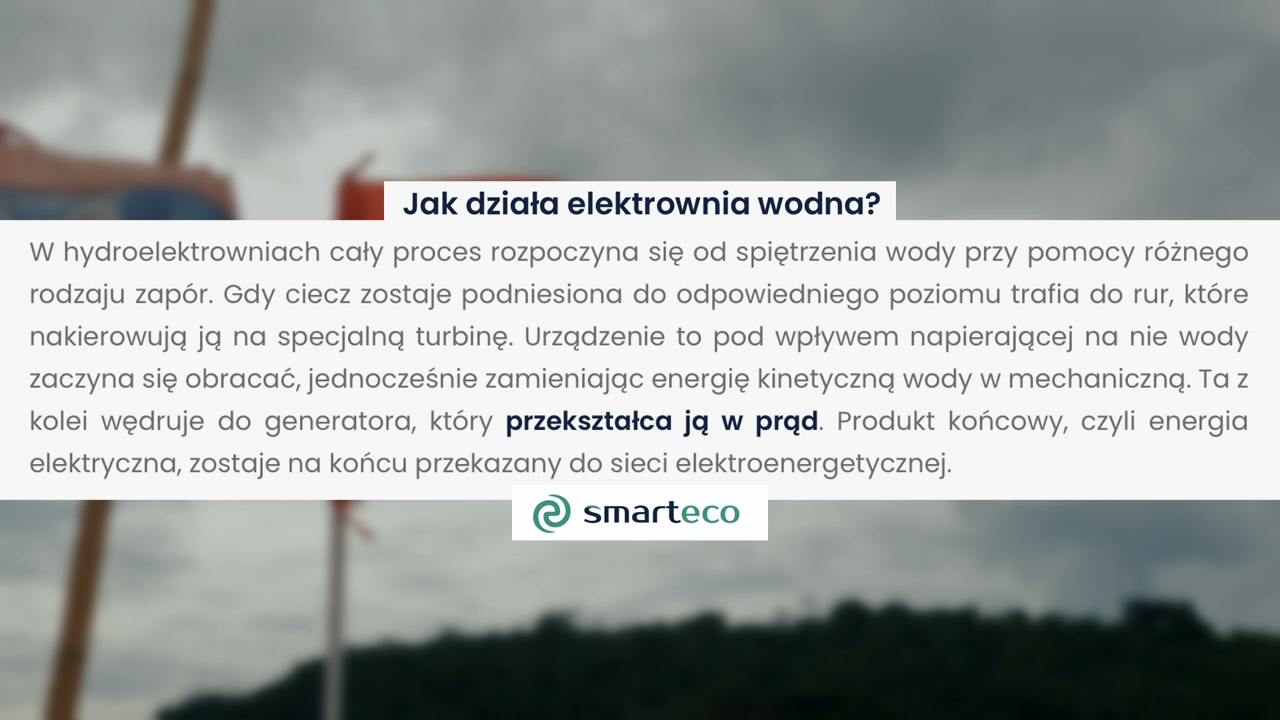 Jak działa elektrownia wodna?
W hydroelektrowniach cały proces rozpoczyna się od spiętrzenia wody przy pomocy różnego
rodzaju zapór. Gdy ciecz zostaje podniesiona do odpowiedniego poziomu trafia do rur, które
nakierowują ją na specjalną turbinę. Urządzenie to pod wpływem napierającej na nie wody
zaczyna się obracać, jednocześnie zamieniając energię kinetyczną wody w mechaniczną. Ta z
kolei wędruje do generatora, który przekształca ją w prąd. Produkt końcowy, czyli energia
elektryczna, zostaje na końcu przekazany do sieci elektroenergetycznej.
smarteco